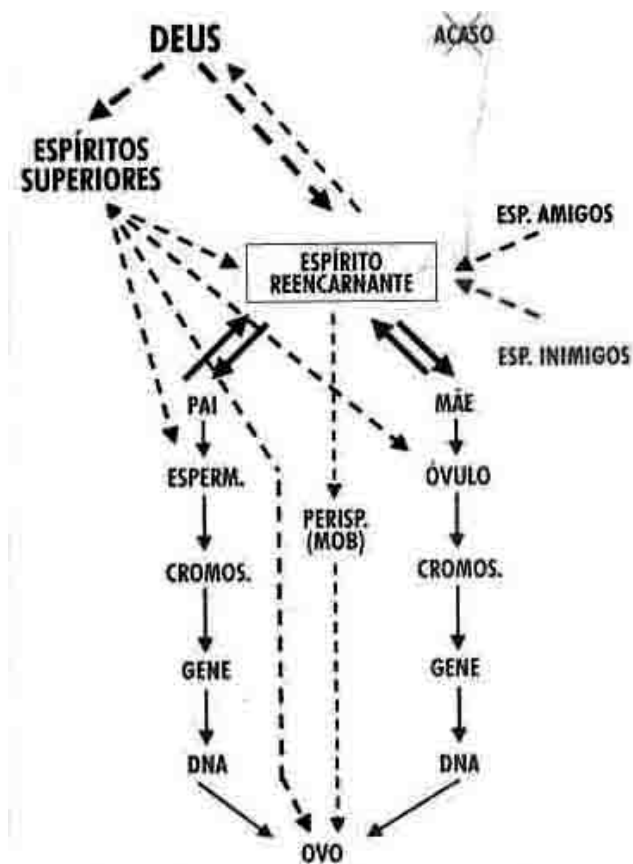 DEUS
ACASO
ESPÍRITOS
SUPERIORES
ESP. AMIGOS
ESPÍRITO
REENCARNANTE
ESP. INIMIGOS
PAI
MÃE
ESPERM.
ÓVULO
PERISP.
(MOB)
CROMOS.
CROMOS.
GENE
GENE
DNA
DNA
OVO